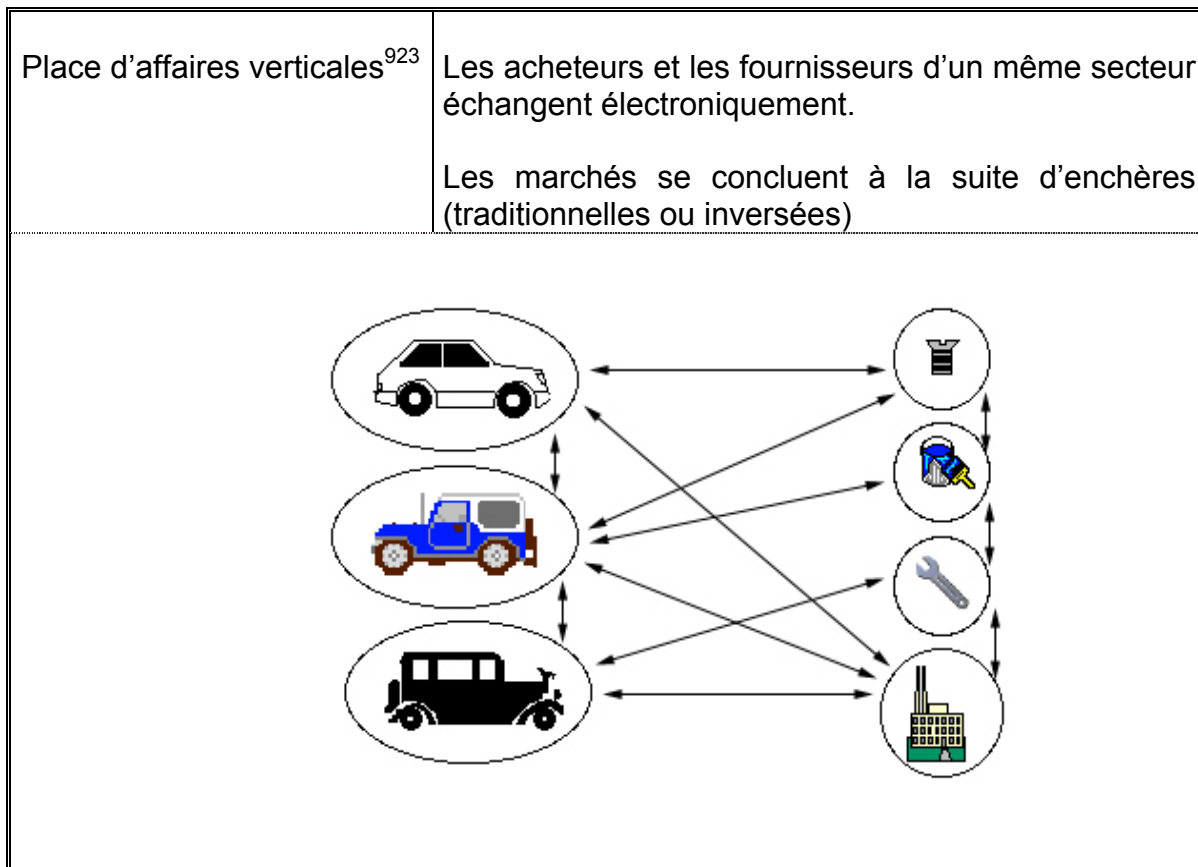 Place d’affaires verticales923
Les acheteurs et les fournisseurs d’un même secteur
échangent électroniquement.
Les marchés se concluent à la suite d’enchères
(traditionnelles ou inversées)